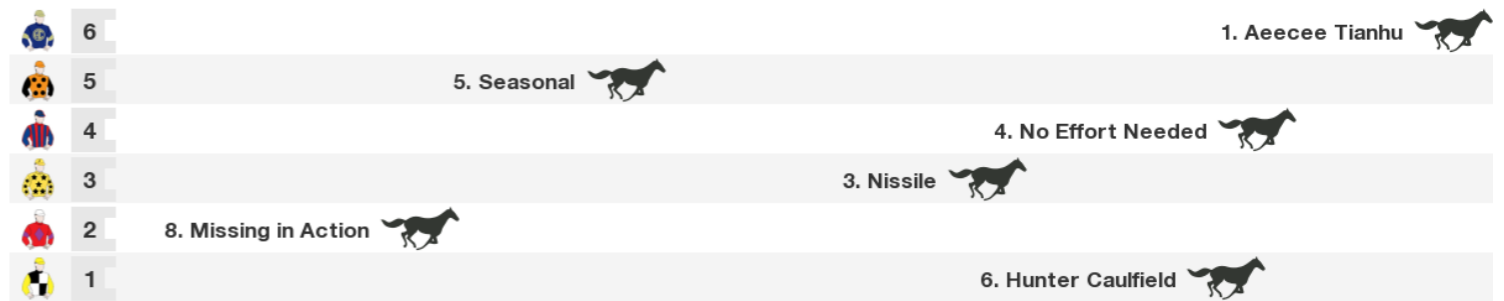 6 1. Aeecee Tianhu
5 5. Seasonal
4 4. No Effort Needed
3 3. Nissile
2 8. Missing in Action
1 6. Hunter Caulfield